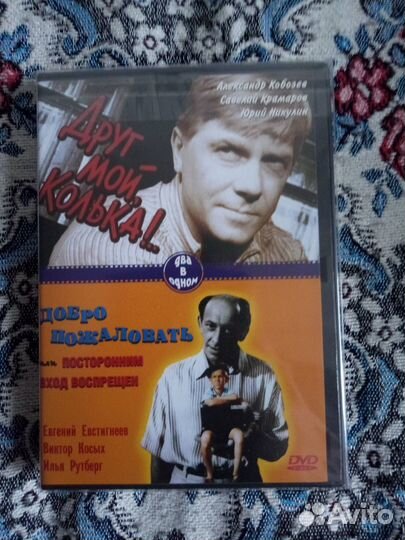 Александр Кобозев
Савелий Крамаров
Юрий Никулин
ДРУГ
МОЙ,
КОЛЬКА!..
два
в
одном
ДОБРО
ПОЖАЛОВАТЬ
или ПОСТОРОННИМ
ВХОД ВОСПРЕЩЕН
Евгений Евстигнеев
Виктор Косых
Илья Рутберг
DVD
Avito